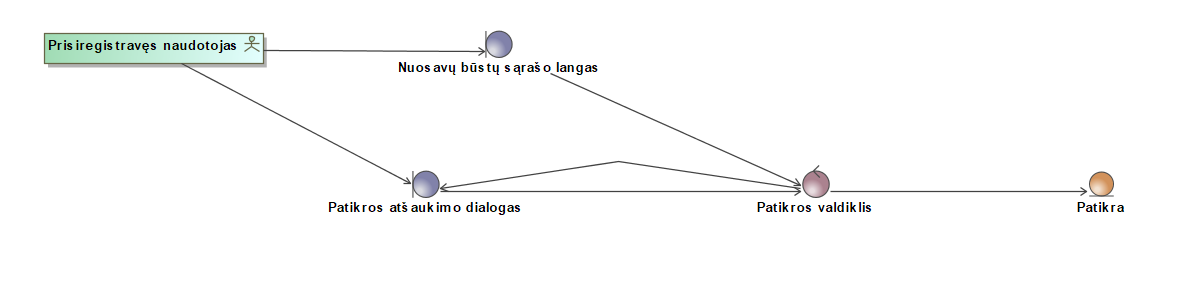 Prisiregistravęs naudotojas
Nuosavų būstų sąrašo langas
Patikros atšaukimo dialogas
Patikros valdiklis
Patikra